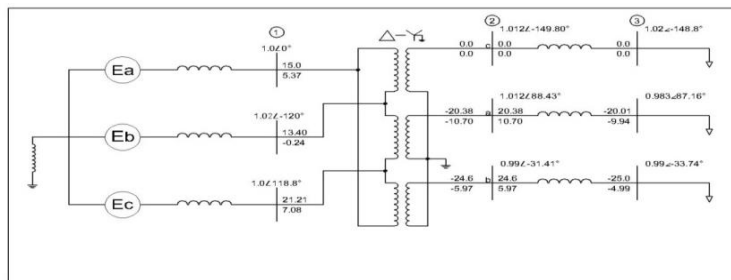 ① Δ-Y ② ③
1.012∠-149.80° 1.02∠-148.8°
1.0∠0°
0.0 c 0.0 0.0
0.0 0.0 0.0
Ea 15.0
5.37
1.012∠88.43° 0.983∠87.16°
1.03∠-120°
-20.38 a 20.38 -20.01
-10.70 10.70 -9.94
Eb 13.40
-0.24
0.99∠-31.41° 0.99∠-33.74°
1.0∠118.8°
-24.6 b 24.6 -25.0
-5.97 5.97 -4.99
Ec 21.21
7.08